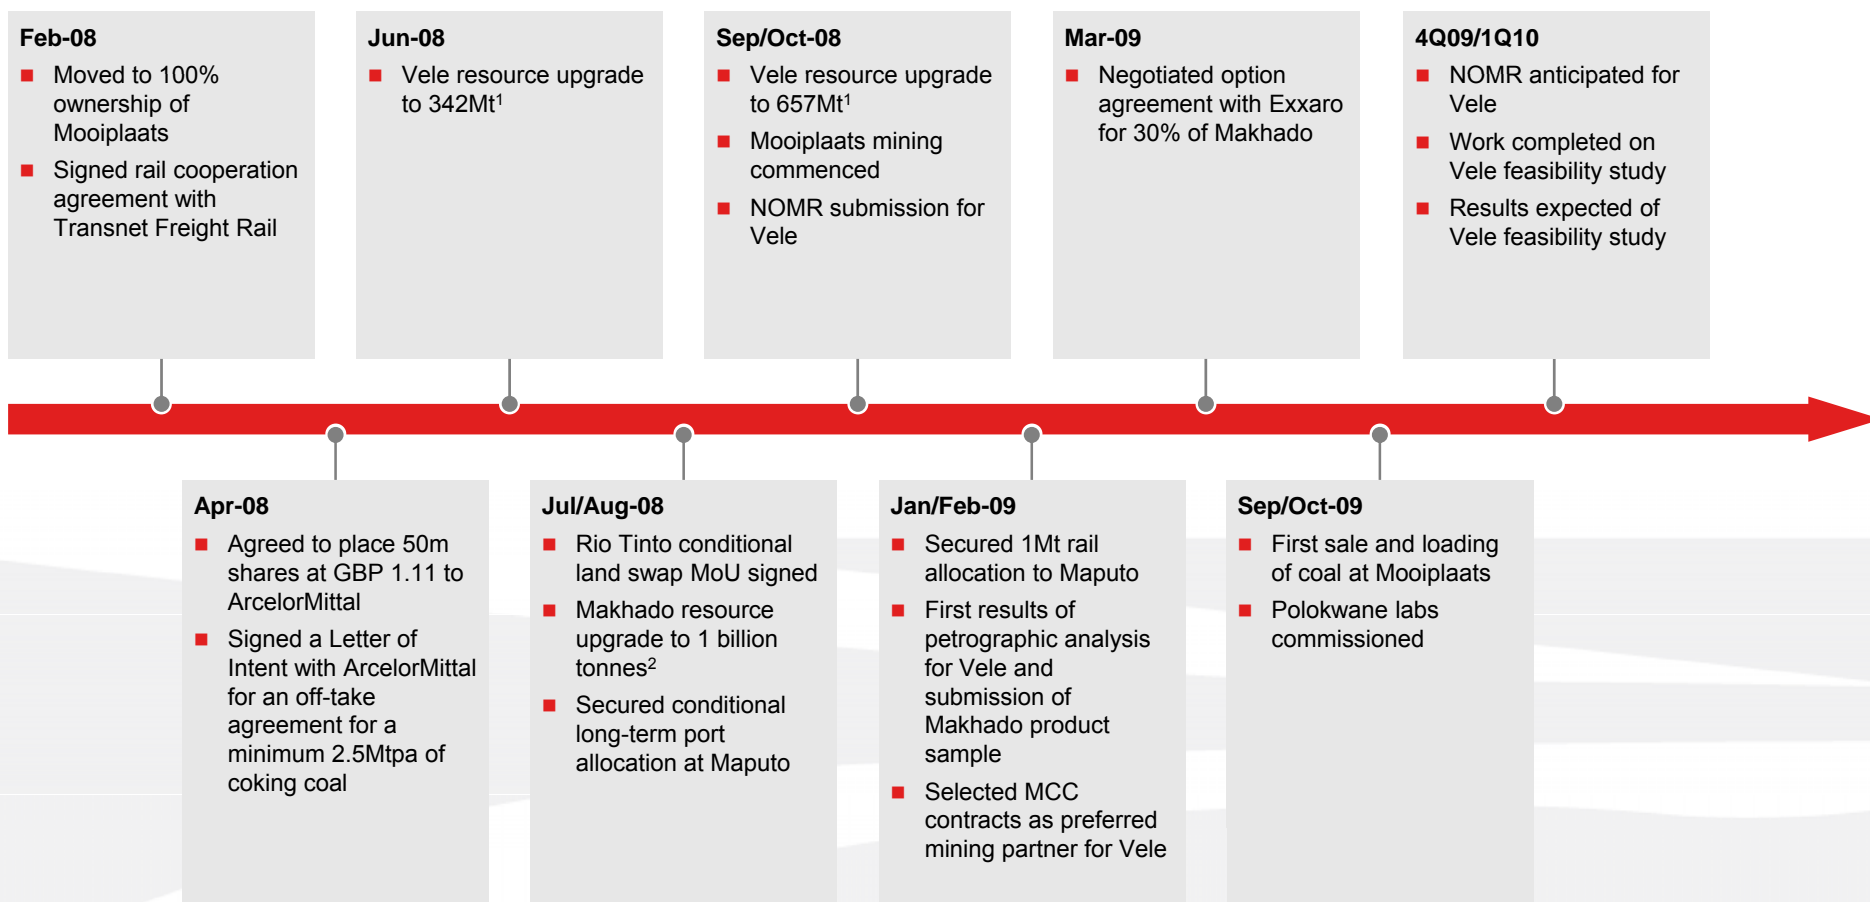 Feb-08
Moved to 100%
ownership of
Mooiplaats
Signed rail cooperation
agreement with
Transnet Freight Rail
Jun-08
Vele resource upgrade
to 342Mt¹
Sep/Oct-08
Vele resource upgrade
to 657Mt¹
Mooiplaats mining
commenced
NOMR submission for
Vele
Mar-09
Negotiated option
agreement with Exxaro
for 30% of Makhado
4Q09/1Q10
NOMR anticipated for
Vele
Work completed on
Vele feasibility study
Results expected of
Vele feasibility study
Apr-08
Agreed to place 50m
shares at GBP 1.11 to
ArcelorMittal
Signed a Letter of
Intent with ArcelorMittal
for an off-take
agreement for a
minimum 2.5Mtpa of
coking coal
Jul/Aug-08
Rio Tinto conditional
land swap MoU signed
Makhado resource
upgrade to 1 billion
tonnes²
Secured conditional
long-term port
allocation at Maputo
Jan/Feb-09
Secured 1Mt rail
allocation to Maputo
First results of
petrographic analysis
for Vele and
submission of
Makhado product
sample
Selected MCC
contracts as preferred
mining partner for Vele
Sep/Oct-09
First sale and loading
of coal at Mooiplaats
Polokwane labs
commissioned